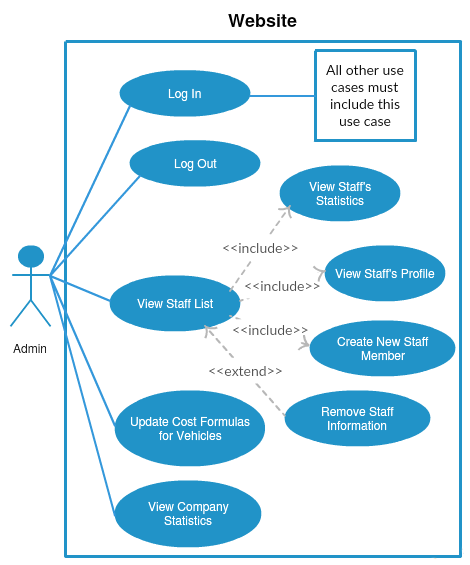 Website
Log In
All other use
cases must
include this
use case
Log Out
View Staff's
Statistics
<<include>>
View Staff's Profile
<<include>>
View Staff List
<<include>>
Create New Staff
Member
Admin
<<extend>>
Remove Staff
Information
Update Cost Formulas
for Vehicles
View Company
Statistics